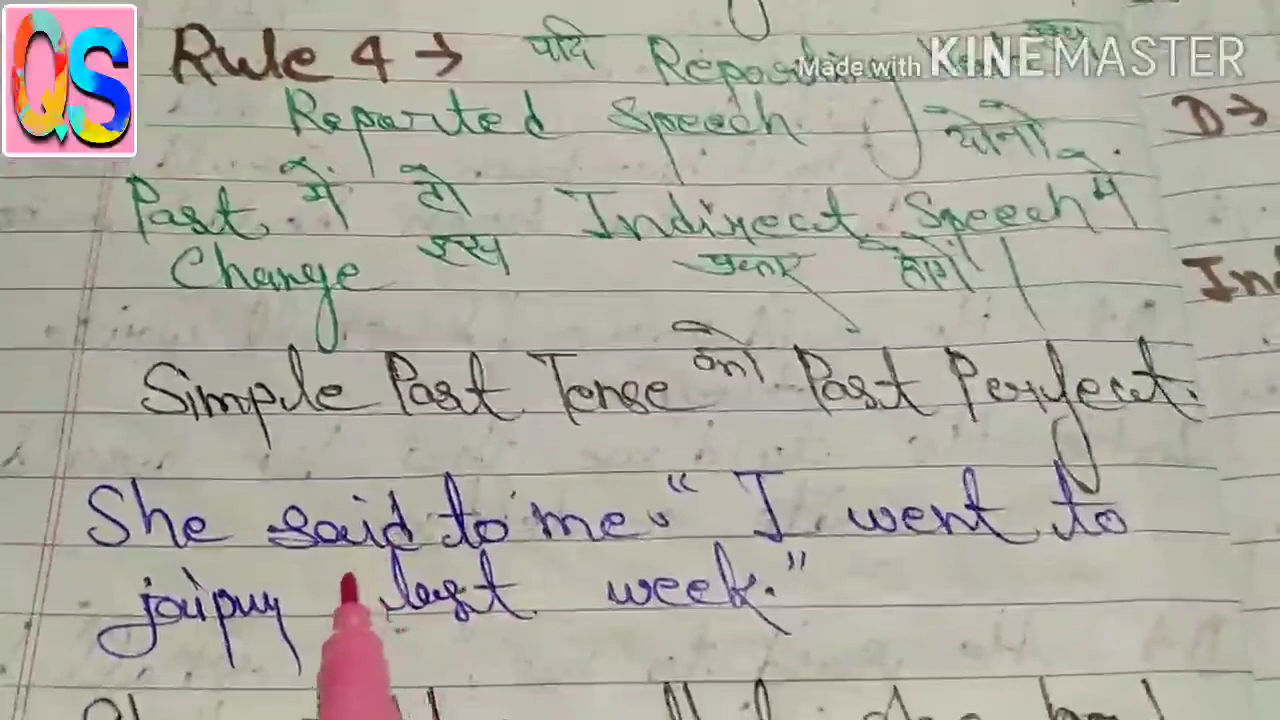 QS
Made with KINEMASTER
Rule 4 → यदि
Reported Speech दोनो
Past में हो Indirect Speech में
Change इस प्रकार होगा।
Simple Past Tense को Past Perfect.
She said to me, “I went to
jaipur last week.”
D→